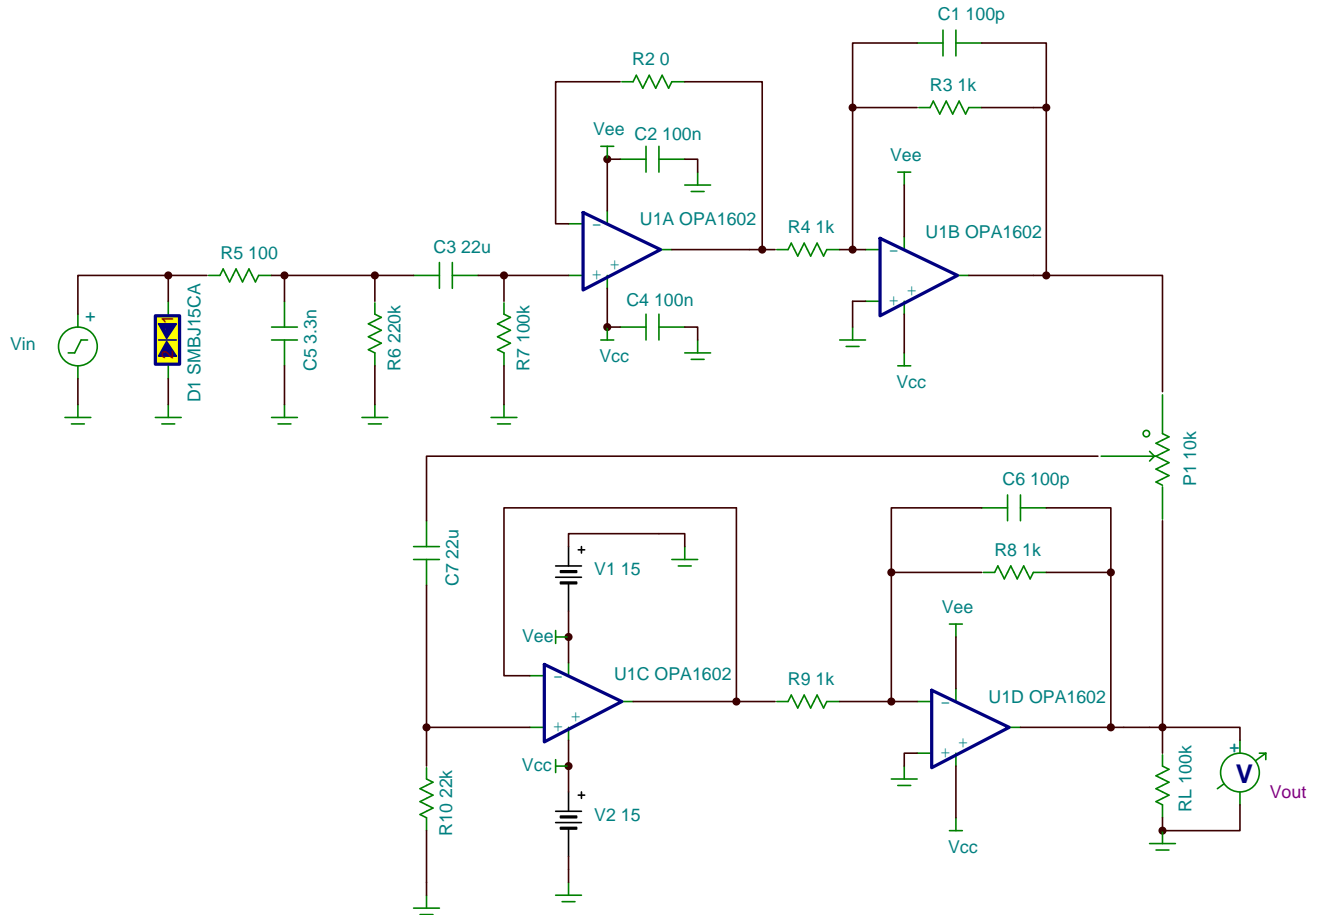 C1 100p
R2 0
R3 1k
Vee
C2 100n
Vee
U1A OPA1602
R4 1k
U1B OPA1602
C3 22u
R5 100
Vin
D1 SMBJ15CA
C5 3.3n
R6 220k
R7 100k
C4 100n
Vcc
Vcc
P1 10k
C6 100p
C7 22u
V1 15
R8 1k
Vee
Vee
U1C OPA1602
R9 1k
U1D OPA1602
Vcc
R10 22k
V2 15
Vcc
RL 100k
V
Vout